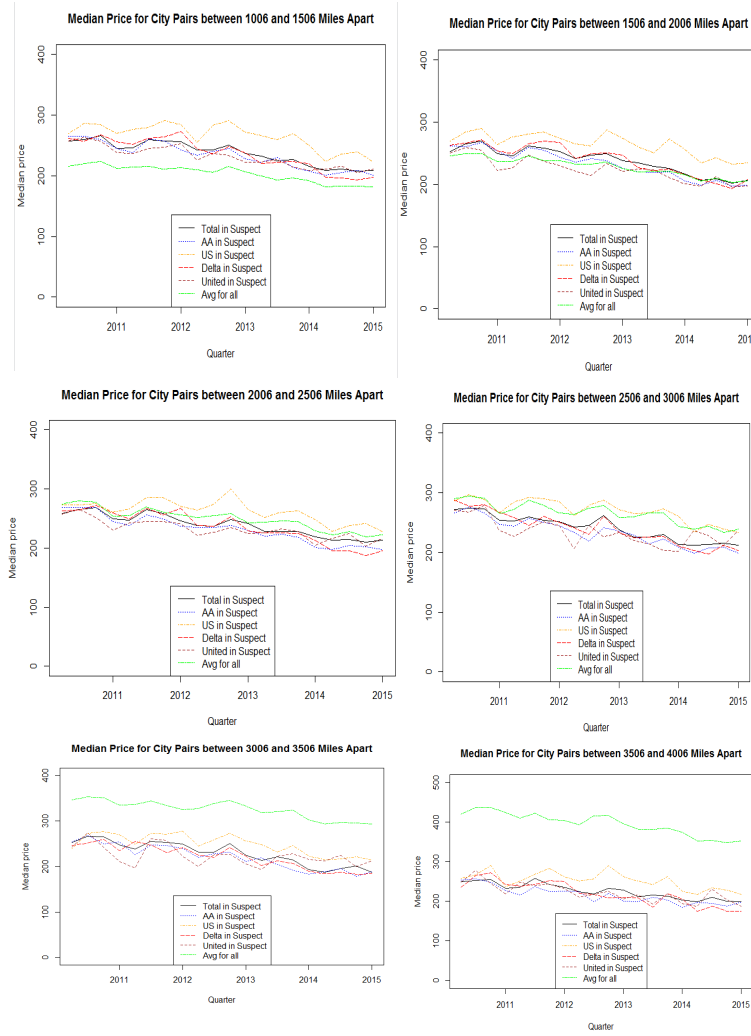 Median Price for City Pairs between 1006 and 1506 Miles Apart
Median price
400
300
200
100
0
Total in Suspect
AA in Suspect
US in Suspect
Delta in Suspect
United in Suspect
Avg for all
2011 2012 2013 2014 2015
Quarter
Median Price for City Pairs between 1506 and 2006 Miles Apart
Median price
400
300
200
100
0
Total in Suspect
AA in Suspect
US in Suspect
Delta in Suspect
United in Suspect
Avg for all
2011 2012 2013 2014
Quarter
Median Price for City Pairs between 2006 and 2506 Miles Apart
Median price
400
300
200
100
0
Total in Suspect
AA in Suspect
US in Suspect
Delta in Suspect
United in Suspect
Avg for all
2011 2012 2013 2014 2015
Quarter
Median Price for City Pairs between 2506 and 3006 Miles Apart
Median price
400
300
200
100
0
Total in Suspect
AA in Suspect
US in Suspect
Delta in Suspect
United in Suspect
Avg for all
2011 2012 2013 2014 2015
Quarter
Median Price for City Pairs between 3006 and 3506 Miles Apart
Median price
400
300
200
100
0
Total in Suspect
AA in Suspect
US in Suspect
Delta in Suspect
United in Suspect
Avg for all
2011 2012 2013 2014 2015
Quarter
Median Price for City Pairs between 3506 and 4006 Miles Apart
Median price
500
400
300
200
100
0
Total in Suspect
AA in Suspect
US in Suspect
Delta in Suspect
United in Suspect
Avg for all
2011 2012 2013 2014 2015
Quarter